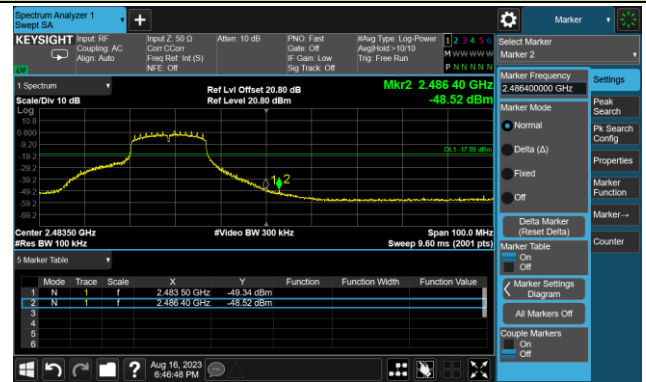 Spectrum Analyzer 1
Swept SA
Marker
KEYSIGHT
Input: RF
Coupling: AC
Align: Auto
Input Z: 50 Ω
Corr CCorr
Freq Ref: Int (S)
NFE: Off
Atten: 10 dB
PNO: Fast
Gate: Off
IF Gain: Low
Sig Track: Off
#Avg Type: Log-Power
Avg|Hold:>10/10
Trig: Free Run
1 2 3 4 5 6
M W W W W W
P N N N N N
Select Marker
Marker 2
1 Spectrum
Scale/Div 10 dB
Ref Lvl Offset 20.80 dB
Ref Level 20.80 dBm
Mkr2 2.486 40 GHz
-48.52 dBm
Log
10.8
0.800
-9.20
-19.2
-29.2
-39.2
-49.2
-59.2
-69.2
DL1 -17.89 dBm
1
2
Center 2.48350 GHz
#Res BW 100 kHz
#Video BW 300 kHz
Span 100.0 MHz
Sweep 9.60 ms (2001 pts)
5 Marker Table
Mode Trace Scale X Y Function Function Width Function Value
1 N 1 f 2.483 50 GHz -49.34 dBm
2 N 1 f 2.486 40 GHz -48.52 dBm
3
4
5
6
Marker Frequency
2.486400000 GHz
Marker Mode
Normal
Delta (Δ)
Fixed
Off
Delta Marker
(Reset Delta)
Marker Table
On
Off
Marker Settings
Diagram
All Markers Off
Couple Markers
On
Off
Settings
Peak
Search
Pk Search
Config
Properties
Marker
Function
Marker→
Counter
Aug 16, 2023
6:46:48 PM